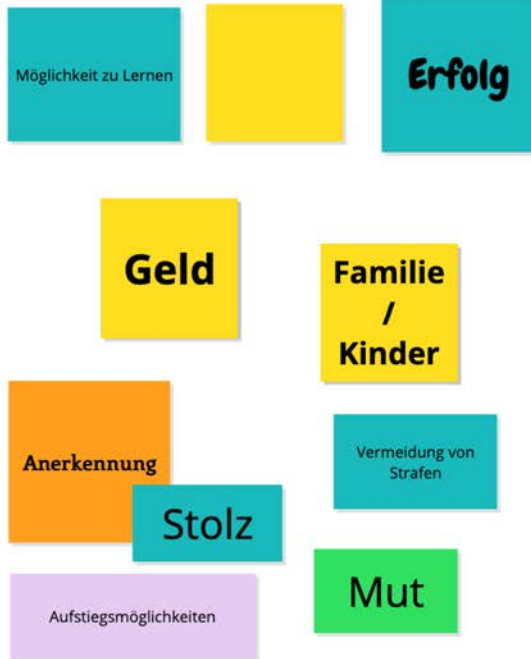 Möglichkeit zu Lernen
Erfolg
Geld
Familie
/
Kinder
Anerkennung
Vermeidung von
Strafen
Stolz
Mut
Aufstiegsmöglichkeiten